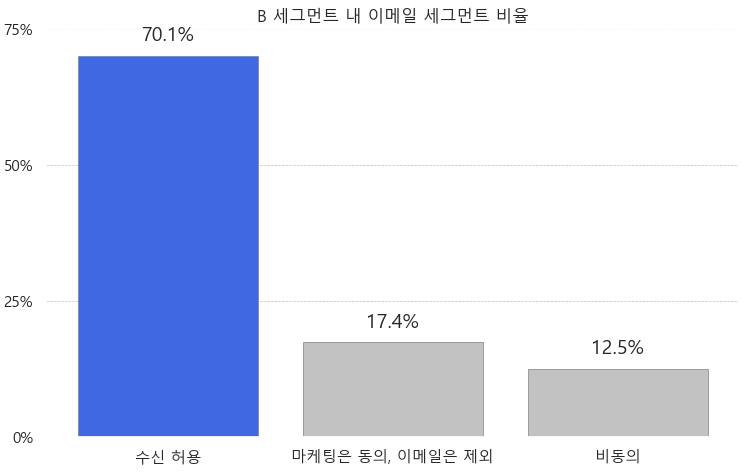 B 세그먼트 내 이메일 세그먼트 비율
75%
70.1%
50%
25%
17.4%
12.5%
0%
수신 허용
마케팅은 동의, 이메일은 제외
비동의